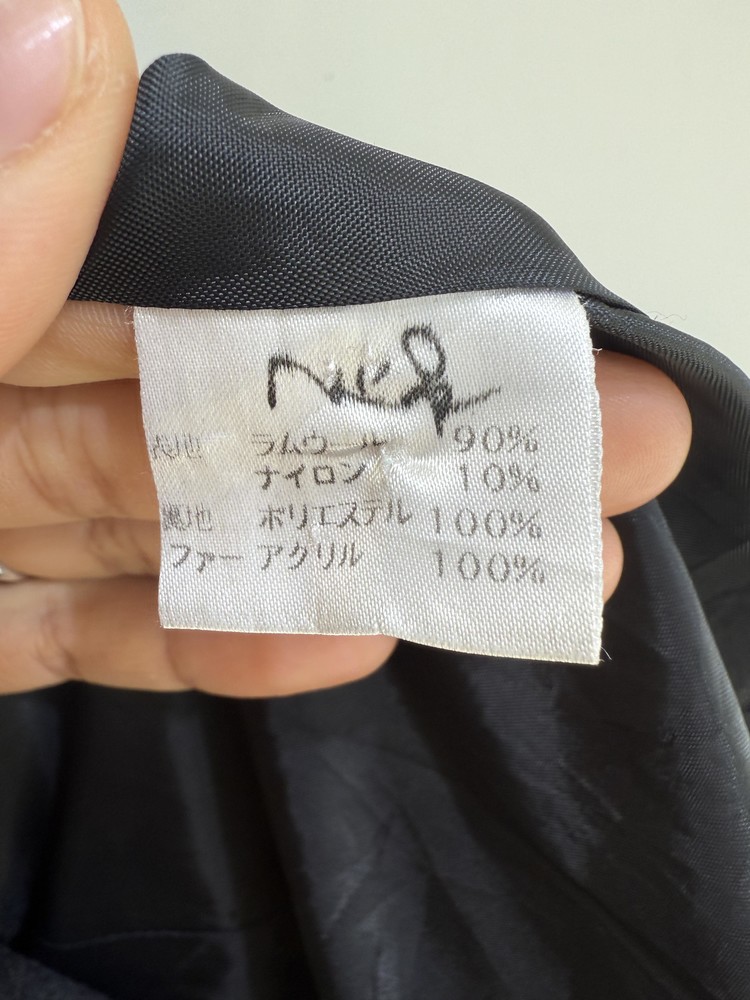 表地 ラムウール 90%
ナイロン 10%
裏地 ポリエステル 100%
ファー アクリル 100%